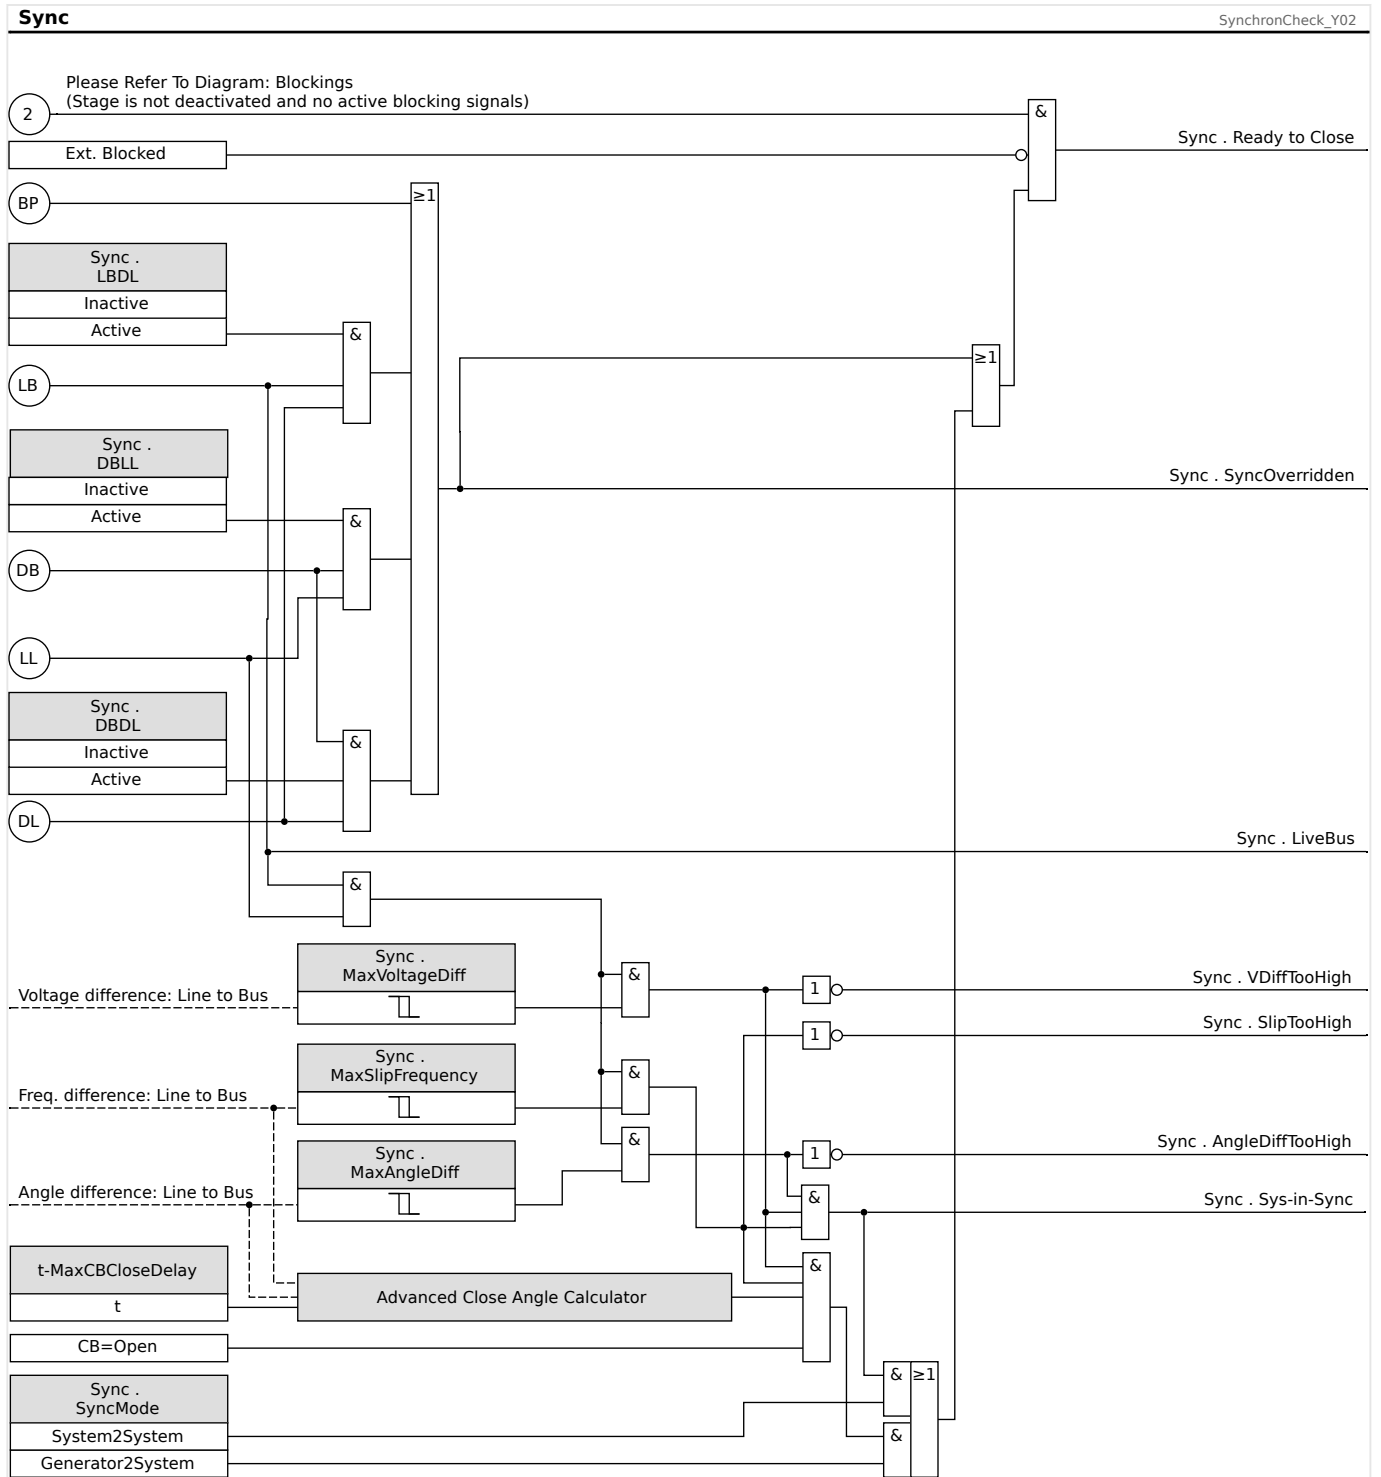 Sync
SynchronCheck_Y02
Please Refer To Diagram: Blockings
(Stage is not deactivated and no active blocking signals)
2
&
Sync . Ready to Close
Ext. Blocked
BP
≥1
Sync .
LBDL
Inactive
Active
&
≥1
LB
Sync .
DBLL
Inactive
Active
&
Sync . SyncOverridden
DB
LL
Sync .
DBDL
Inactive
Active
&
DL
Sync . LiveBus
&
Sync .
MaxVoltageDiff
Voltage difference: Line to Bus
&
1
Sync . VDiffTooHigh
1
Sync . SlipTooHigh
Sync .
MaxSlipFrequency
Freq. difference: Line to Bus
&
Sync .
MaxAngleDiff
Angle difference: Line to Bus
&
1
Sync . AngleDiffTooHigh
&
Sync . Sys-in-Sync
t-MaxCBCloseDelay
t
Advanced Close Angle Calculator
&
CB=Open
Sync .
SyncMode
System2System
Generator2System
& ≥1
&